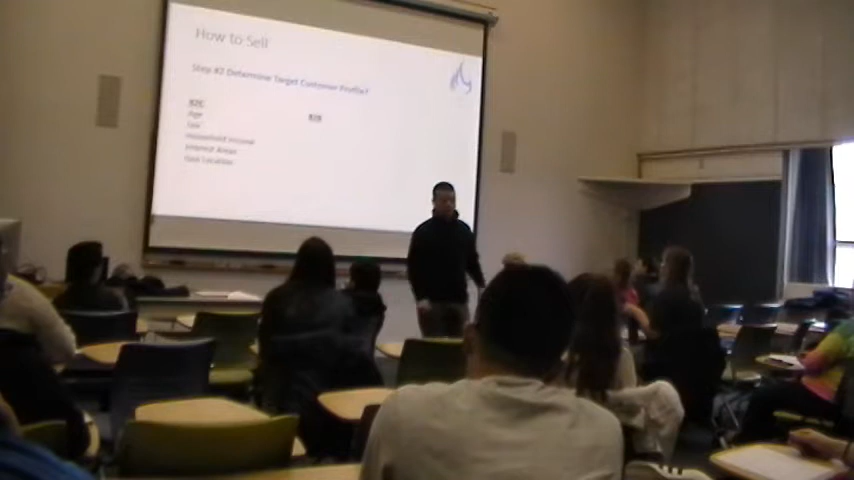 How to Sell
Step #2 Determine Target Customer Profile?
B2C
B2B
Age
Sex
Household Income
Interest Areas
Geo Location